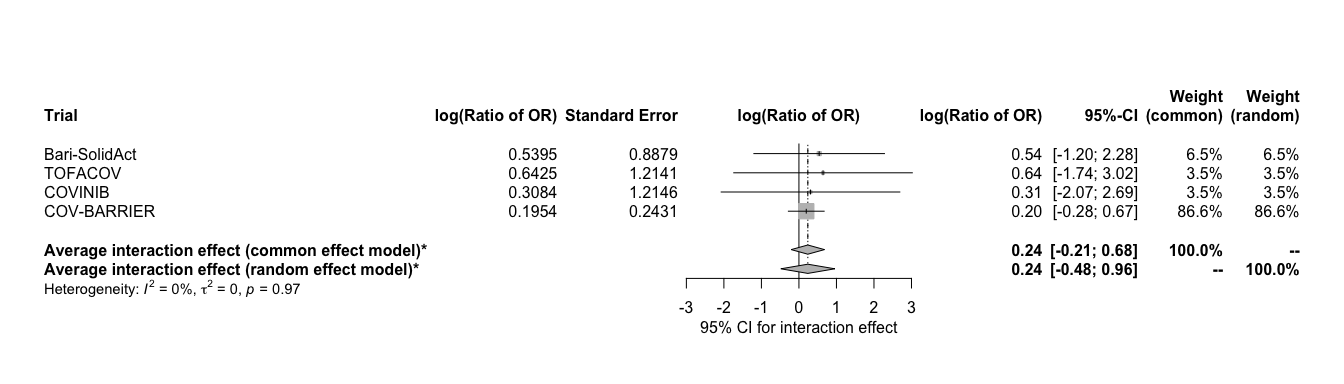 Weight Weight
Trial log(Ratio of OR) Standard Error log(Ratio of OR) log(Ratio of OR) 95%-CI (common) (random)
Bari-SolidAct 0.5395 0.8879 0.54 [-1.20; 2.28] 6.5% 6.5%
TOFACOV 0.6425 1.2141 0.64 [-1.74; 3.02] 3.5% 3.5%
COVINIB 0.3084 1.2146 0.31 [-2.07; 2.69] 3.5% 3.5%
COV-BARRIER 0.1954 0.2431 0.20 [-0.28; 0.67] 86.6% 86.6%
Average interaction effect (common effect model)* 0.24 [-0.21; 0.68] 100.0% --
Average interaction effect (random effect model)* 0.24 [-0.48; 0.96] -- 100.0%
Heterogeneity: I² = 0%, τ² = 0, p = 0.97
-3 -2 -1 0 1 2 3
95% CI for interaction effect